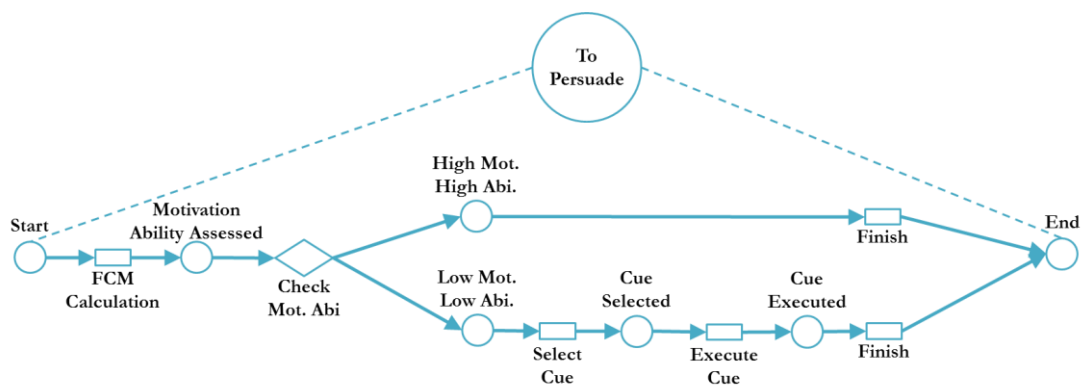 To
Persuade
High Mot.
High Abi.
Start
Motivation
Ability Assessed
End
Finish
FCM
Calculation
Check
Mot. Abi
Low Mot.
Low Abi.
Cue
Selected
Cue
Executed
Select
Cue
Execute
Cue
Finish